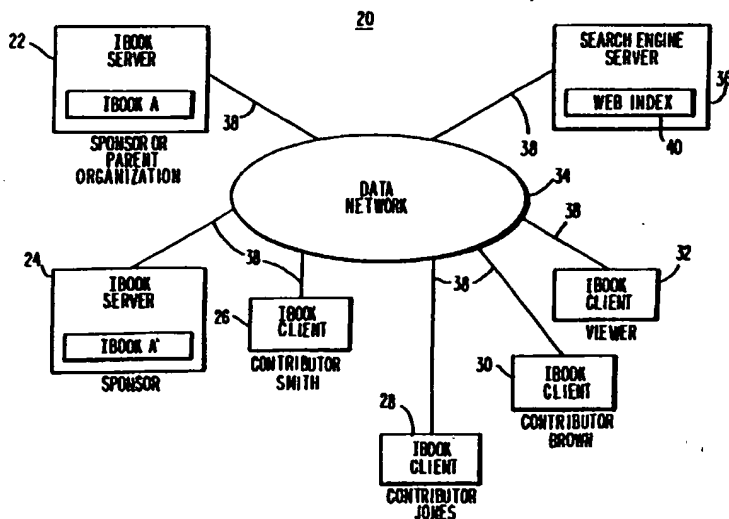 20
22
IBOOK
SERVER
IBOOK A
SPONSOR OR
PARENT
ORGANIZATION
38
SEARCH ENGINE
SERVER
WEB INDEX
36
40
38
DATA
NETWORK
34
38
24
IBOOK
SERVER
IBOOK A'
SPONSOR
38
26
IBOOK
CLIENT
CONTRIBUTOR
SMITH
38
28
IBOOK
CLIENT
CONTRIBUTOR
JONES
30
IBOOK
CLIENT
CONTRIBUTOR
BROWN
32
IBOOK
CLIENT
VIEWER